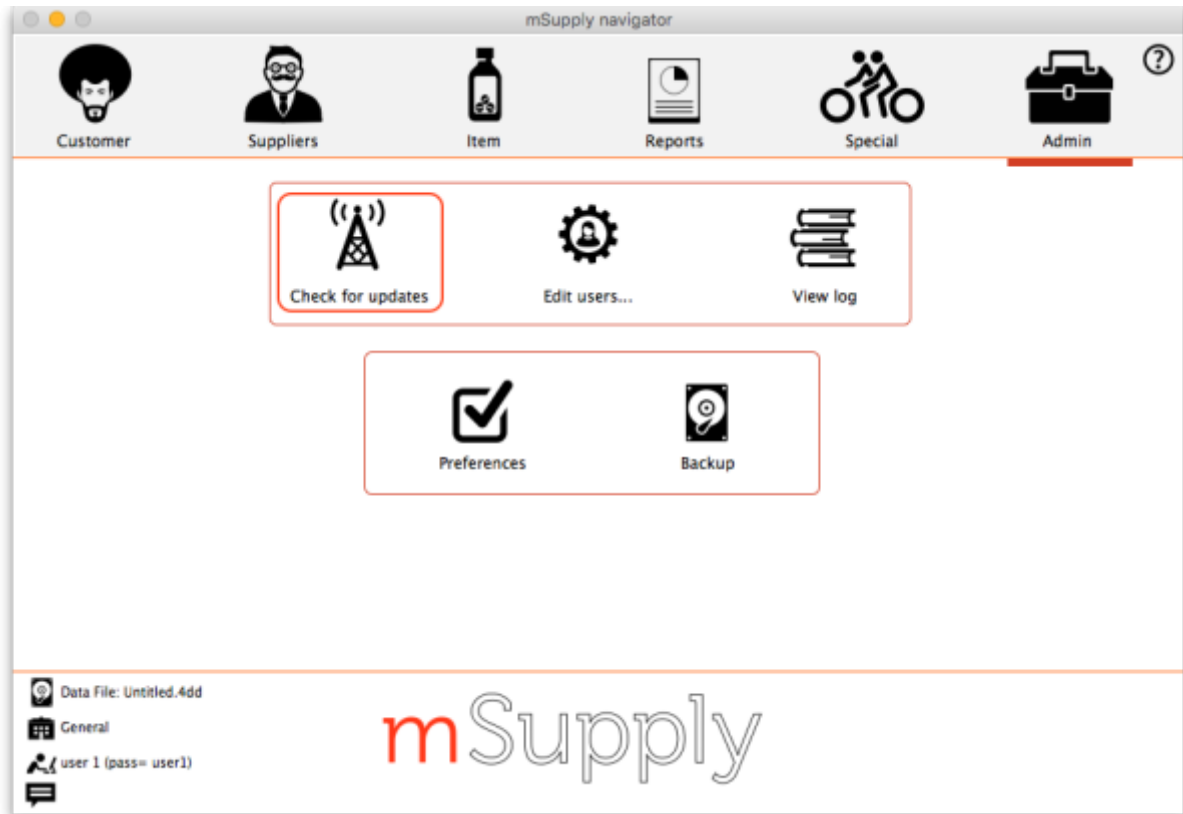 mSupply navigator
?
Customer Suppliers Item Reports Special Admin
Check for updates Edit users... View log
Preferences Backup
Data File: Untitled.4dd
General
user 1 (pass= user1)
mSupply